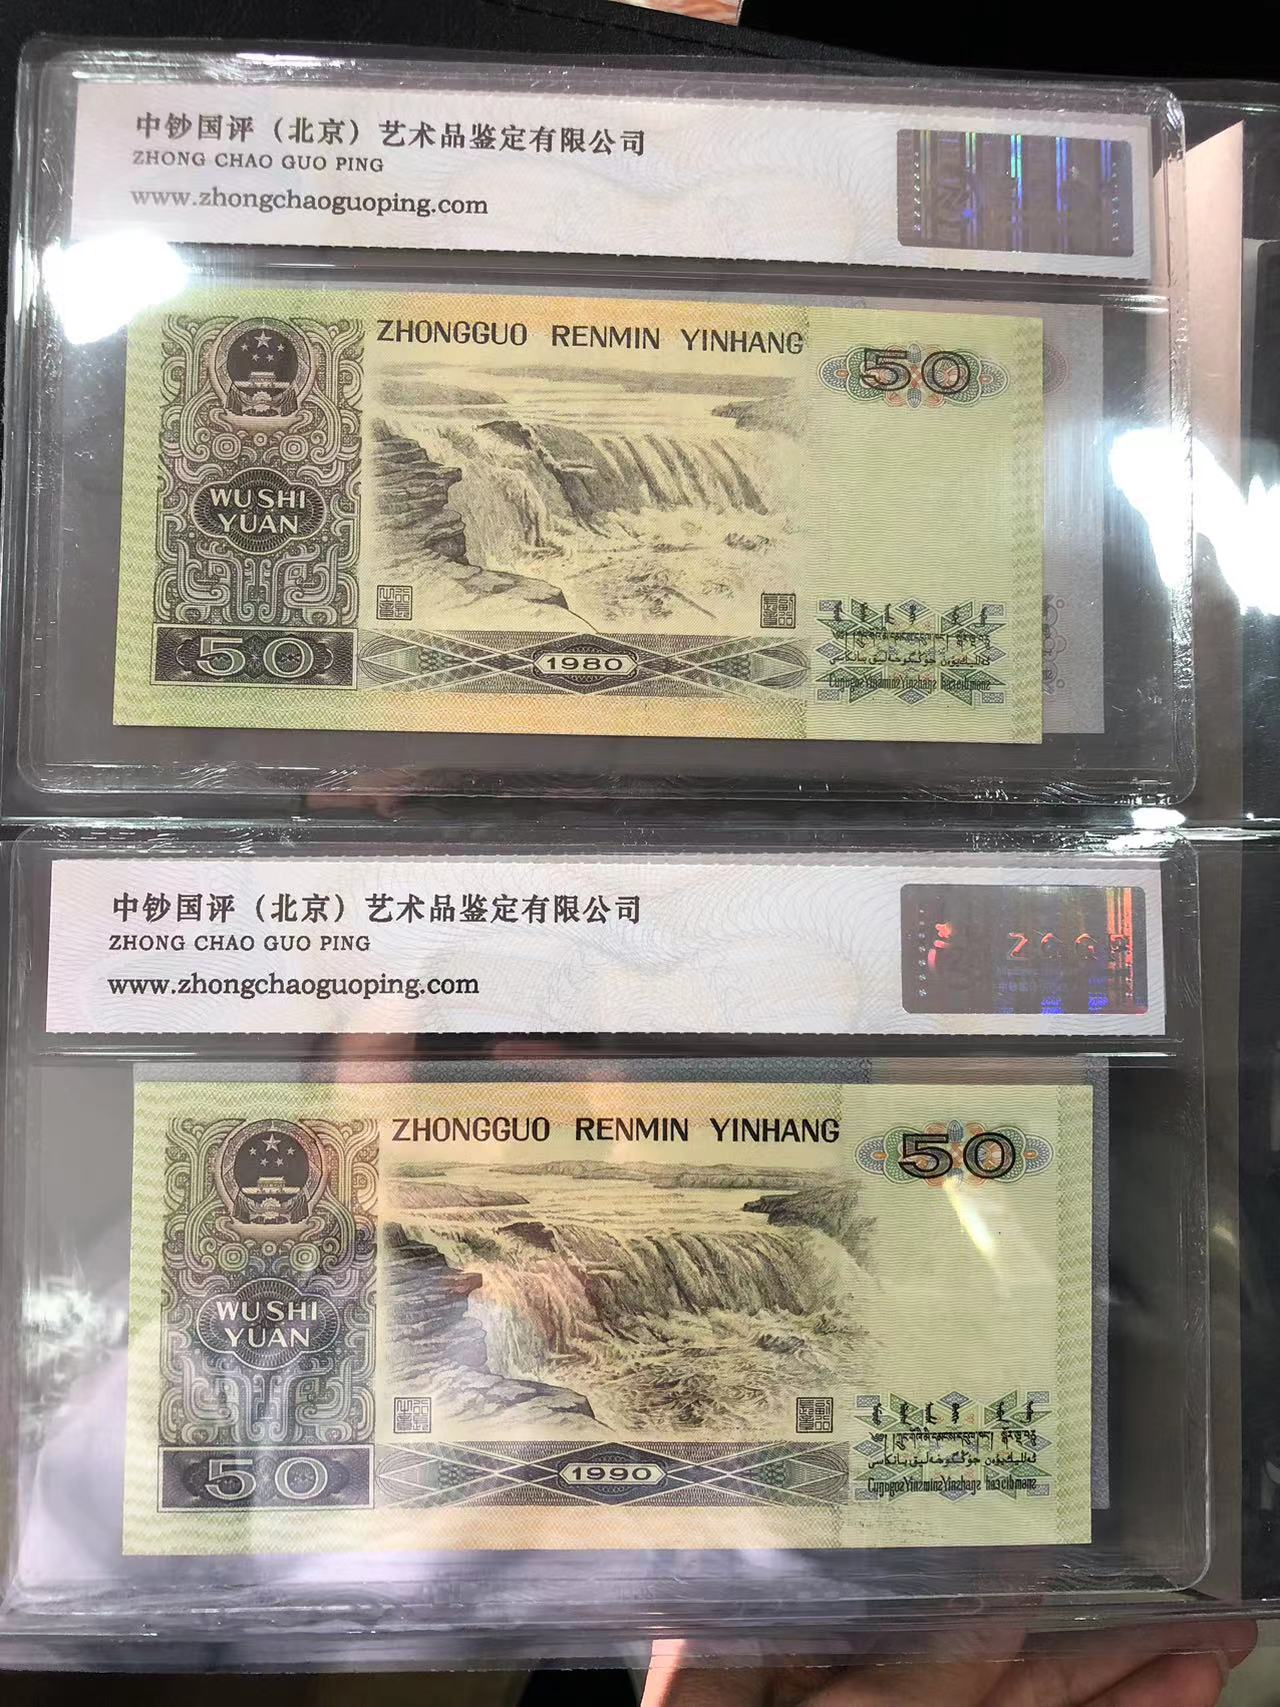 中钞国评（北京）艺术品鉴定有限公司
ZHONG CHAO GUO PING
www.zhongchaoguoping.com
ZHONGGUO RENMIN YINHANG
50
WU SHI
YUAN
50
1980
中钞国评（北京）艺术品鉴定有限公司
ZHONG CHAO GUO PING
www.zhongchaoguoping.com
ZCG
ZHONGGUO RENMIN YINHANG
50
WU SHI
YUAN
50
1990